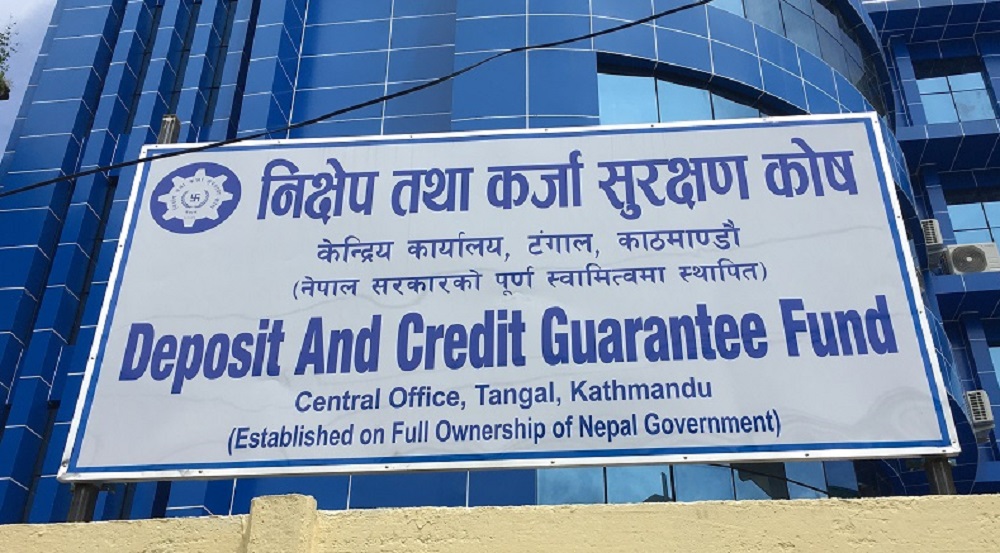 निक्षेप तथा कर्जा सुरक्षण कोष
केन्द्रिय कार्यालय, टंगाल, काठमाण्डौ
(नेपाल सरकारको पूर्ण स्वामित्वमा स्थापित)
Deposit And Credit Guarantee Fund
Central Office, Tangal, Kathmandu
(Established on Full Ownership of Nepal Government)